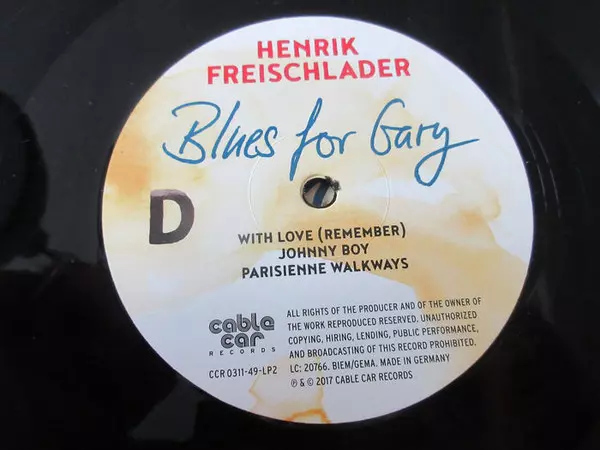 HENRIK
FREISCHLADER
Blues for Gary
D
WITH LOVE (REMEMBER)
JOHNNY BOY
PARISIENNE WALKWAYS
cable
car
RECORDS
CCR 0311-49-LP2
ALL RIGHTS OF THE PRODUCER AND OF THE OWNER OF
THE WORK REPRODUCED RESERVED. UNAUTHORIZED
COPYING, HIRING, LENDING, PUBLIC PERFORMANCE,
AND BROADCASTING OF THIS RECORD PROHIBITED.
LC: 20766. BIEM/GEMA. MADE IN GERMANY
℗ & © 2017 CABLE CAR RECORDS